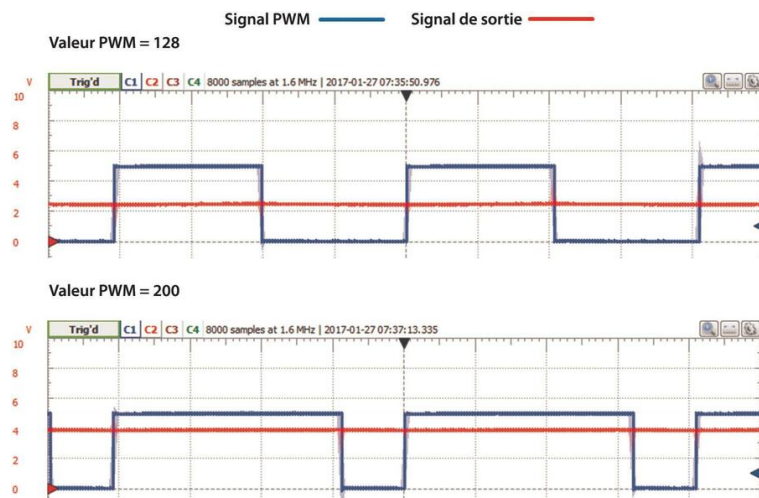 Signal PWM Signal de sortie
Valeur PWM = 128
V Trig'd C1 C2 C3 C4 8000 samples at 1.6 MHz | 2017-01-27 07:35:50.976
10
8
6
4
2
0
Valeur PWM = 200
V Trig'd C1 C2 C3 C4 8000 samples at 1.6 MHz | 2017-01-27 07:37:13.335
10
8
6
4
2
0